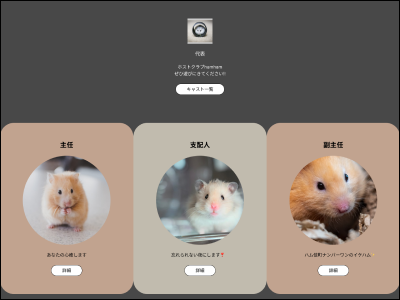 代表
ホストクラブhamham
ぜひ遊びにきてください!!
キャスト一覧
主任
支配人
副主任
あなたの心癒します
忘れられない夜にします❣
ハム歌町ナンバーワンのイケハム
詳細
詳細
詳細